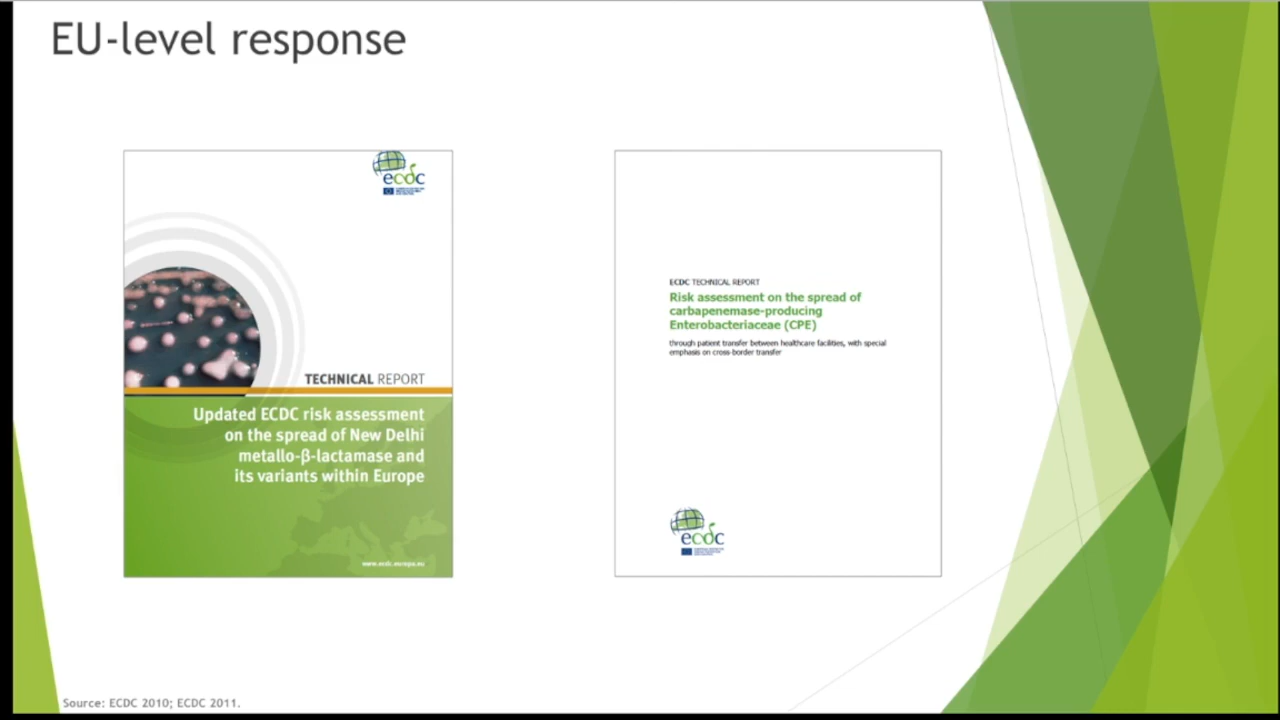 EU-level response
ecdc
TECHNICAL REPORT
Updated ECDC risk assessment
on the spread of New Delhi
metallo-β-lactamase and
its variants within Europe
www.ecdc.europa.eu
ECDC TECHNICAL REPORT
Risk assessment on the spread of
carbapenemase-producing
Enterobacteriaceae (CPE)
through patient transfer between healthcare facilities, with special
emphasis on cross-border transfer
ecdc
Source: ECDC 2010; ECDC 2011.